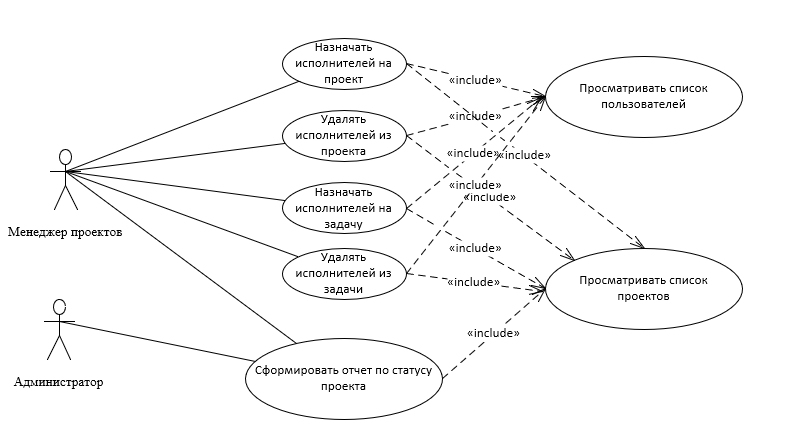 Назначать
исполнителей на
проект
«include»
Просматривать список
пользователей
Удалять
исполнителей из
проекта
«include»
«include»
«include»
Менеджер проектов
Назначать
исполнителей на
задачу
«include»
«include»
«include»
Удалять
исполнителей из
задачи
«include»
Просматривать список
проектов
«include»
Администратор
Сформировать отчет по статусу
проекта